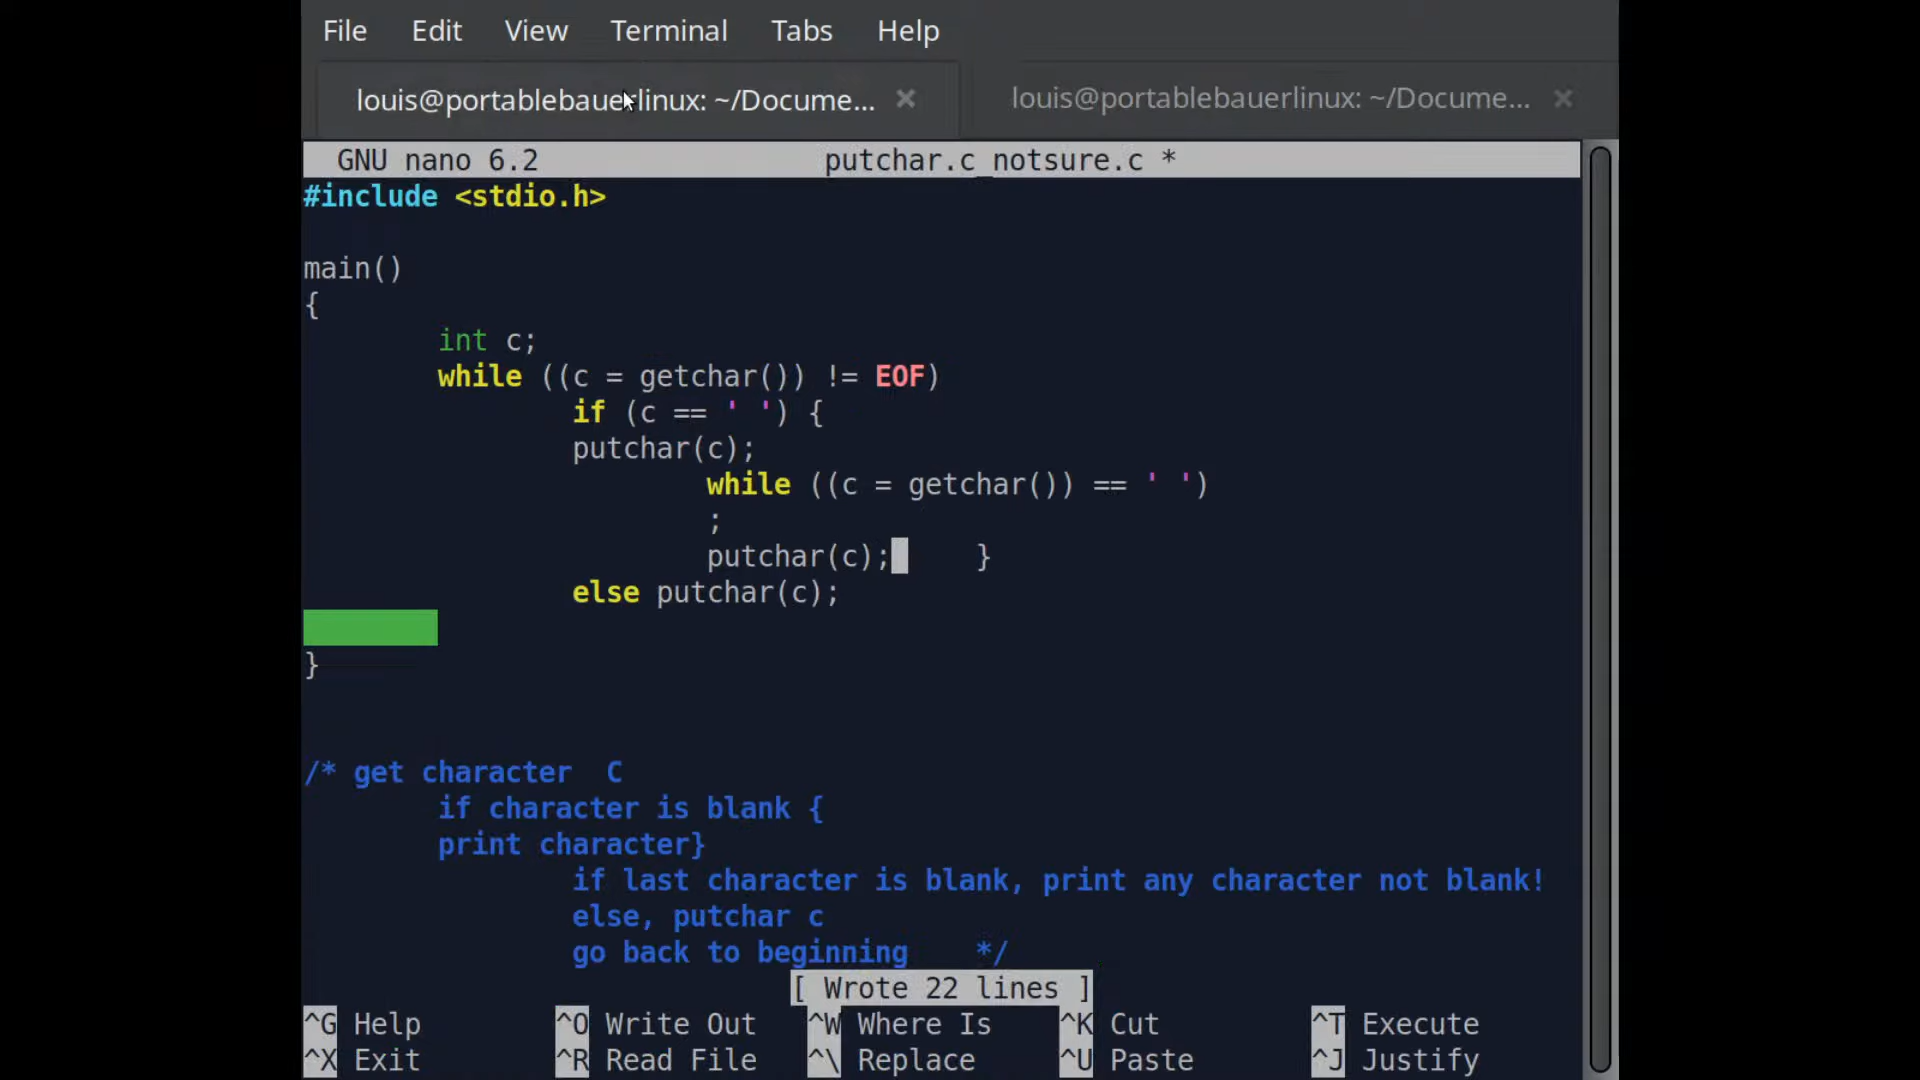 File Edit View Terminal Tabs Help
louis@portablebauerlinux: ~/Docume... × louis@portablebauerlinux: ~/Docume... ×
GNU nano 6.2 putchar.c_notsure.c *
#include <stdio.h>
main()
{
int c;
while ((c = getchar()) != EOF)
if (c == ' ') {
putchar(c);
while ((c = getchar()) == ' ')
;
putchar(c); }
else putchar(c);
}
/* get character C
if character is blank {
print character}
if last character is blank, print any character not blank!
else, putchar c
go back to beginning */
[ Wrote 22 lines ]
^G Help ^O Write Out ^W Where Is ^K Cut ^T Execute
^X Exit ^R Read File ^\ Replace ^U Paste ^J Justify